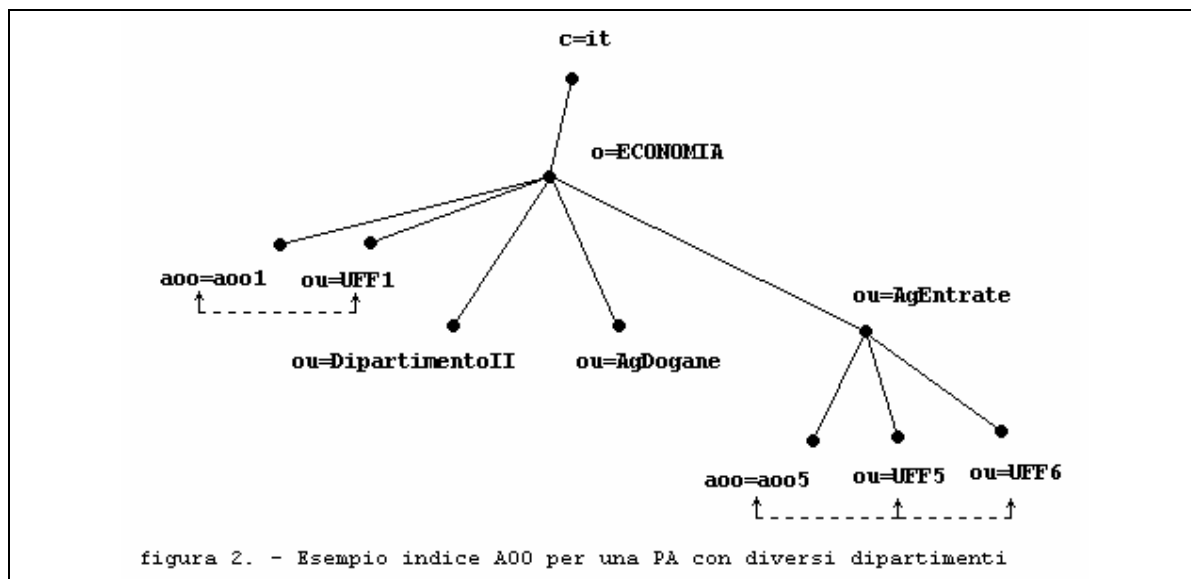 c=it
o=ECONOMIA
aoo=aoo1 ou=UFF1
ou=AgEntrate
ou=DipartimentoII ou=AgDogane
aoo=aoo5 ou=UFF5 ou=UFF6
figura 2. - Esempio indice AOO per una PA con diversi dipartimenti